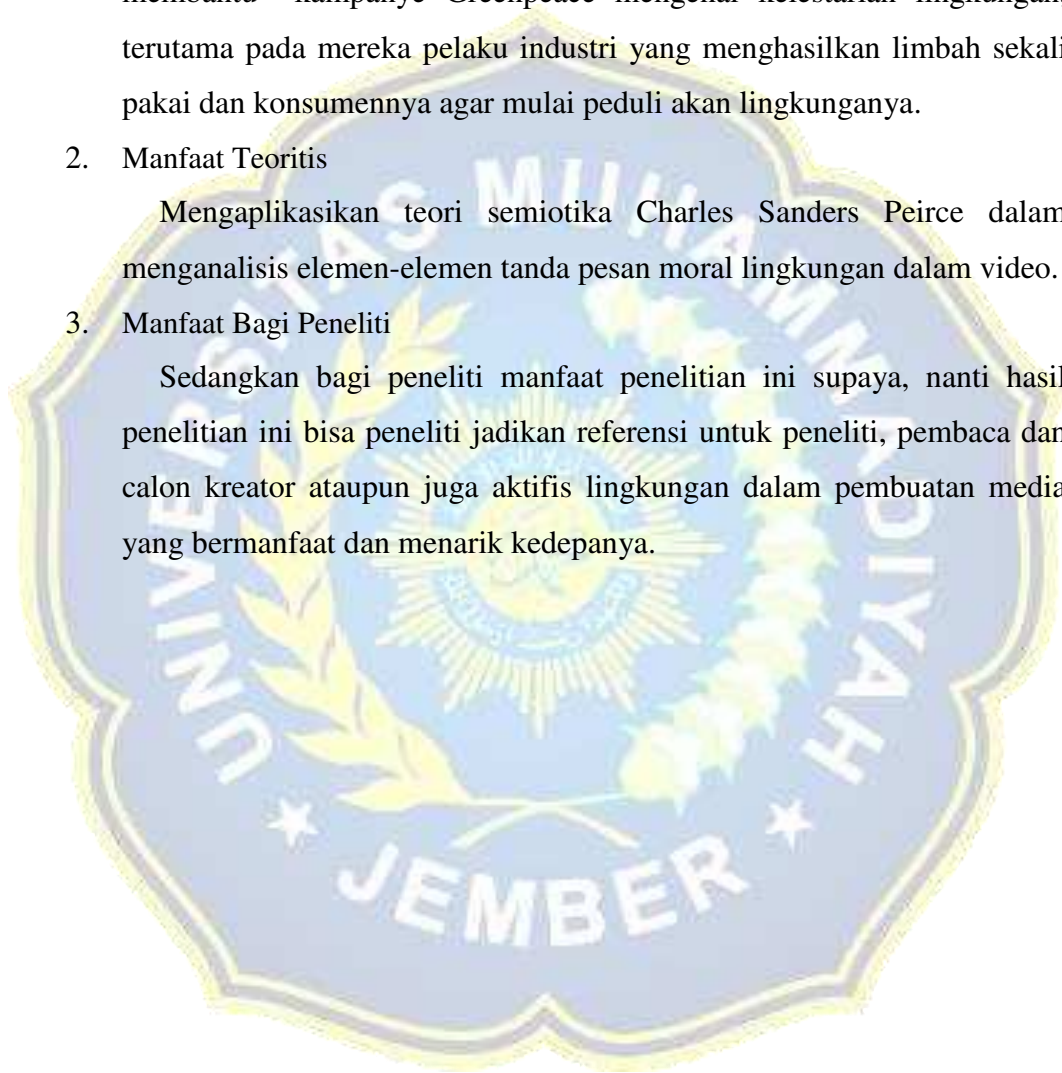 membantu kampanye Greenpeace mengenai kelestarian lingkungan,
terutama pada mereka pelaku industri yang menghasilkan limbah sekali
pakai dan konsumennya agar mulai peduli akan lingkunganya.
2. Manfaat Teoritis
Mengaplikasikan teori semiotika Charles Sanders Peirce dalam
menganalisis elemen-elemen tanda pesan moral lingkungan dalam video.
3. Manfaat Bagi Peneliti
Sedangkan bagi peneliti manfaat penelitian ini supaya, nanti hasil
penelitian ini bisa peneliti jadikan referensi untuk peneliti, pembaca dan
calon kreator ataupun juga aktifis lingkungan dalam pembuatan media
yang bermanfaat dan menarik kedepanya.
UNIVERSITAS MUHAMMADIYAH
JEMBER